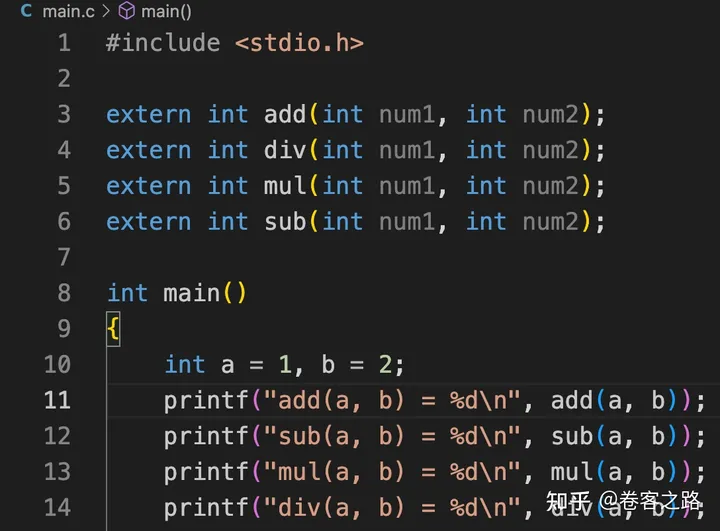 C main.c > main()
1 #include <stdio.h>
2
3 extern int add(int num1, int num2);
4 extern int div(int num1, int num2);
5 extern int mul(int num1, int num2);
6 extern int sub(int num1, int num2);
7
8 int main()
9 {
10 int a = 1, b = 2;
11 printf("add(a, b) = %d\n", add(a, b));
12 printf("sub(a, b) = %d\n", sub(a, b));
13 printf("mul(a, b) = %d\n", mul(a, b));
14 printf("div(a, b) = %d\n", div(a, b));
知乎 @卷客之路